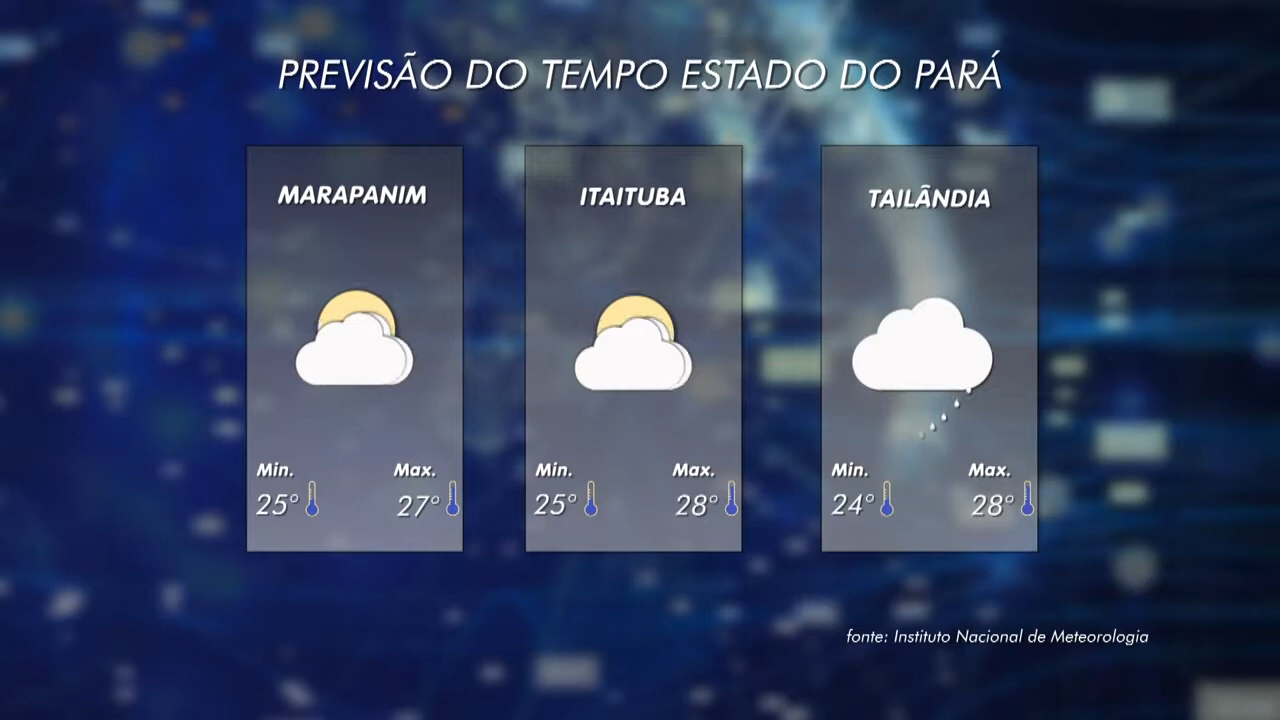 PREVISÃO DO TEMPO ESTADO DO PARÁ
MARAPANIM
Min. Max.
25° 27°
ITAITUBA
Min. Max.
25° 28°
TAILÂNDIA
Min. Max.
24° 28°
fonte: Instituto Nacional de Meteorologia